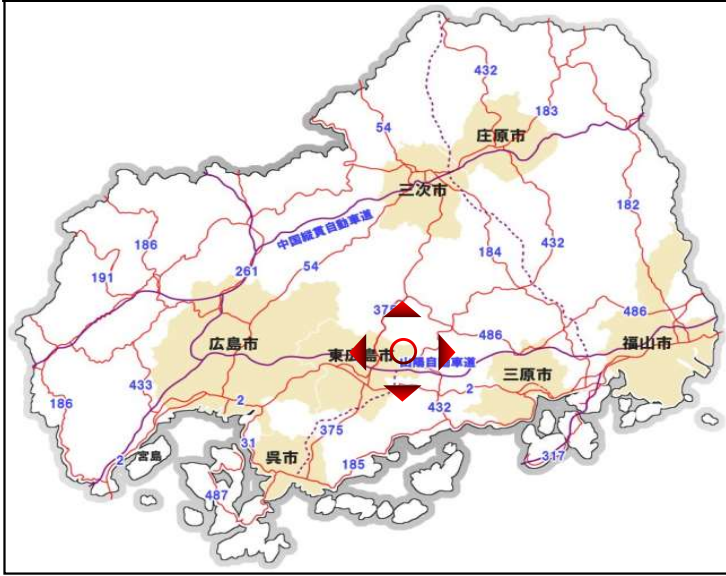 432
183
54
庄原市
三次市
182
中国縦貫自動車道
186
432
184
191
261
54
375
486
486
広島市
東広島市
山陽自動車道
福山市
三原市
433
2
2
186
432
375
31
宮島
2
呉市
185
317
487